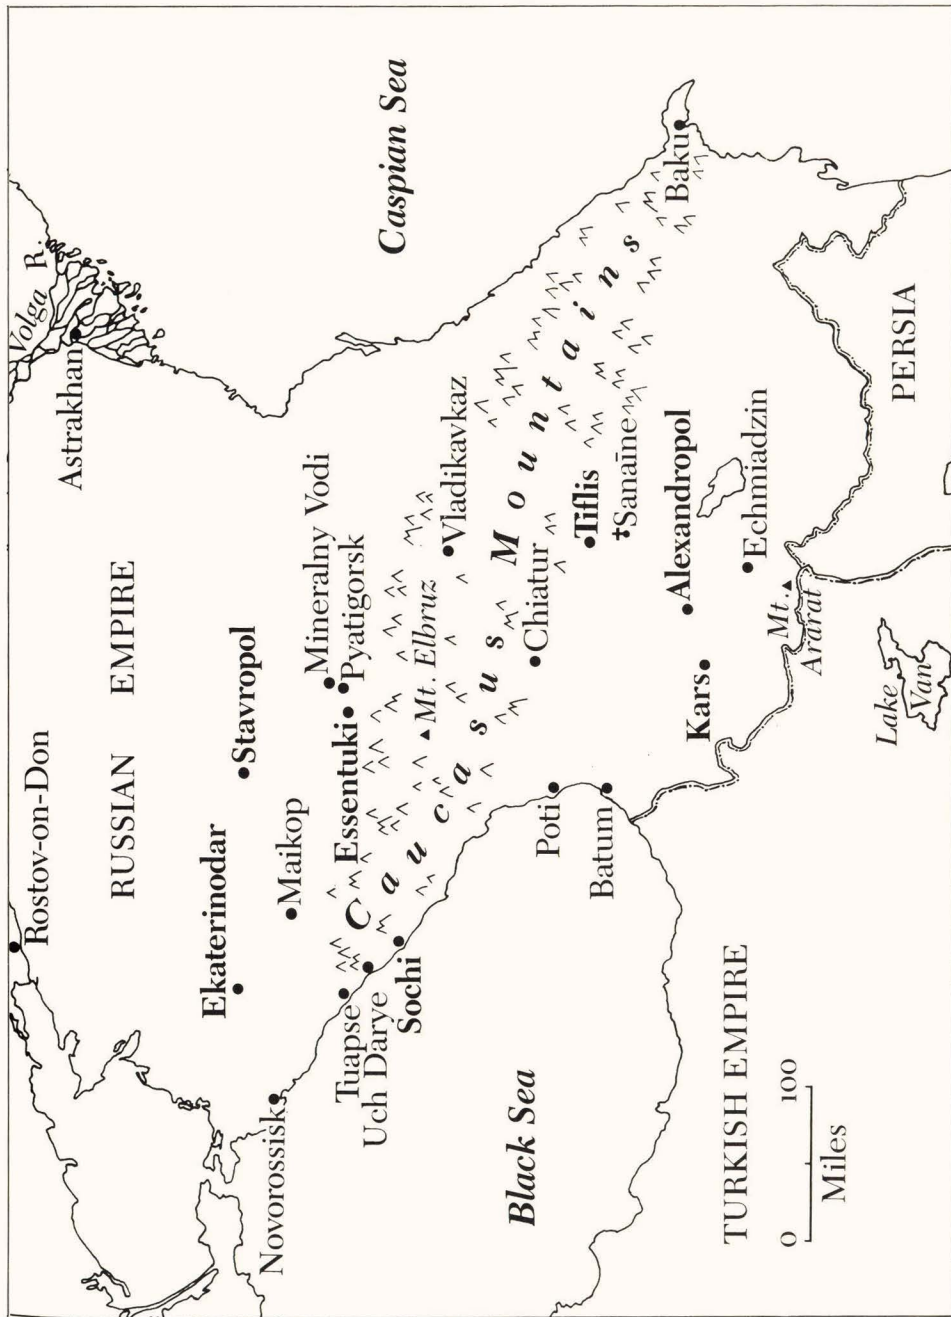 Rostov-on-Don
RUSSIAN EMPIRE
Volga R.
Astrakhan
Ekaterinodar
Stavropol
Maikop
Novorossisk
Mineralny Vodi
Pyatigorsk
Essentuki
Tuapse
Uch Darye
Sochi
Caspian Sea
Mt. Elbruz
Vladikavkaz
Caucasus Mountains
Black Sea
Chiatur
Poti
Tiflis
Batum
Sanaïne
Baku
Kars
Alexandropol
Echmiadzin
TURKISH EMPIRE
Mt.
Ararat
PERSIA
Lake
Van
0 100
Miles